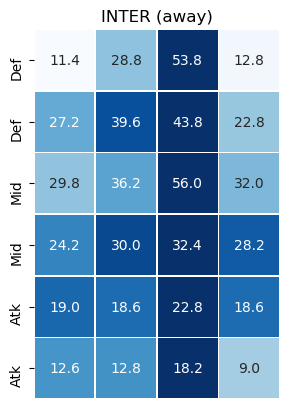 INTER (away)
Def 11.4 28.8 53.8 12.8
Def 27.2 39.6 43.8 22.8
Mid 29.8 36.2 56.0 32.0
Mid 24.2 30.0 32.4 28.2
Atk 19.0 18.6 22.8 18.6
Atk 12.6 12.8 18.2 9.0